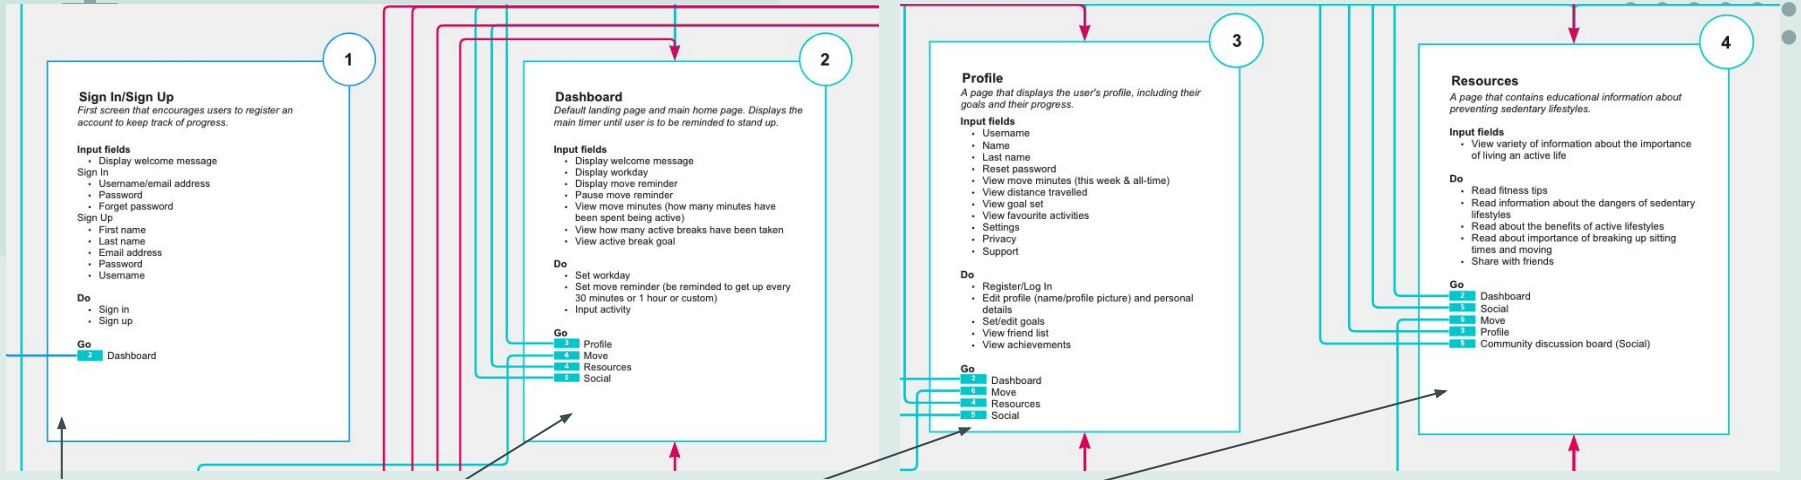 1
Sign In/Sign Up
First screen that encourages users to register an
account to keep track of progress.
Input fields
• Display welcome message
Sign In
• Username/email address
• Password
• Forget password
Sign Up
• First name
• Last name
• Email address
• Password
• Username
Do
• Sign in
• Sign up
Go
2 Dashboard
2
Dashboard
Default landing page and main home page. Displays the
main timer until user is to be reminded to stand up.
Input fields
• Display welcome message
• Display workday
• Display move reminder
• Pause move reminder
• View move minutes (how many minutes have
been spent being active)
• View how many active breaks have been taken
• View active break goal
Do
• Set workday
• Set move reminder (be reminded to get up every
30 minutes or 1 hour or custom)
• Input activity
Go
3 Profile
6 Move
4 Resources
5 Social
3
Profile
A page that displays the user's profile, including their
goals and their progress.
Input fields
• Username
• Name
• Last name
• Reset password
• View move minutes (this week & all-time)
• View distance travelled
• View goal set
• View favourite activities
• Settings
• Privacy
• Support
Do
• Register/Log In
• Edit profile (name/profile picture) and personal
details
• Set/edit goals
• View friend list
• View achievements
Go
2 Dashboard
6 Move
4 Resources
5 Social
4
Resources
A page that contains educational information about
preventing sedentary lifestyles.
Input fields
• View variety of information about the importance
of living an active life
Do
• Read fitness tips
• Read information about the dangers of sedentary
lifestyles
• Read about the benefits of active lifestyles
• Read about importance of breaking up sitting
times and moving
• Share with friends
Go
2 Dashboard
5 Social
6 Move
3 Profile
5 Community discussion board (Social)